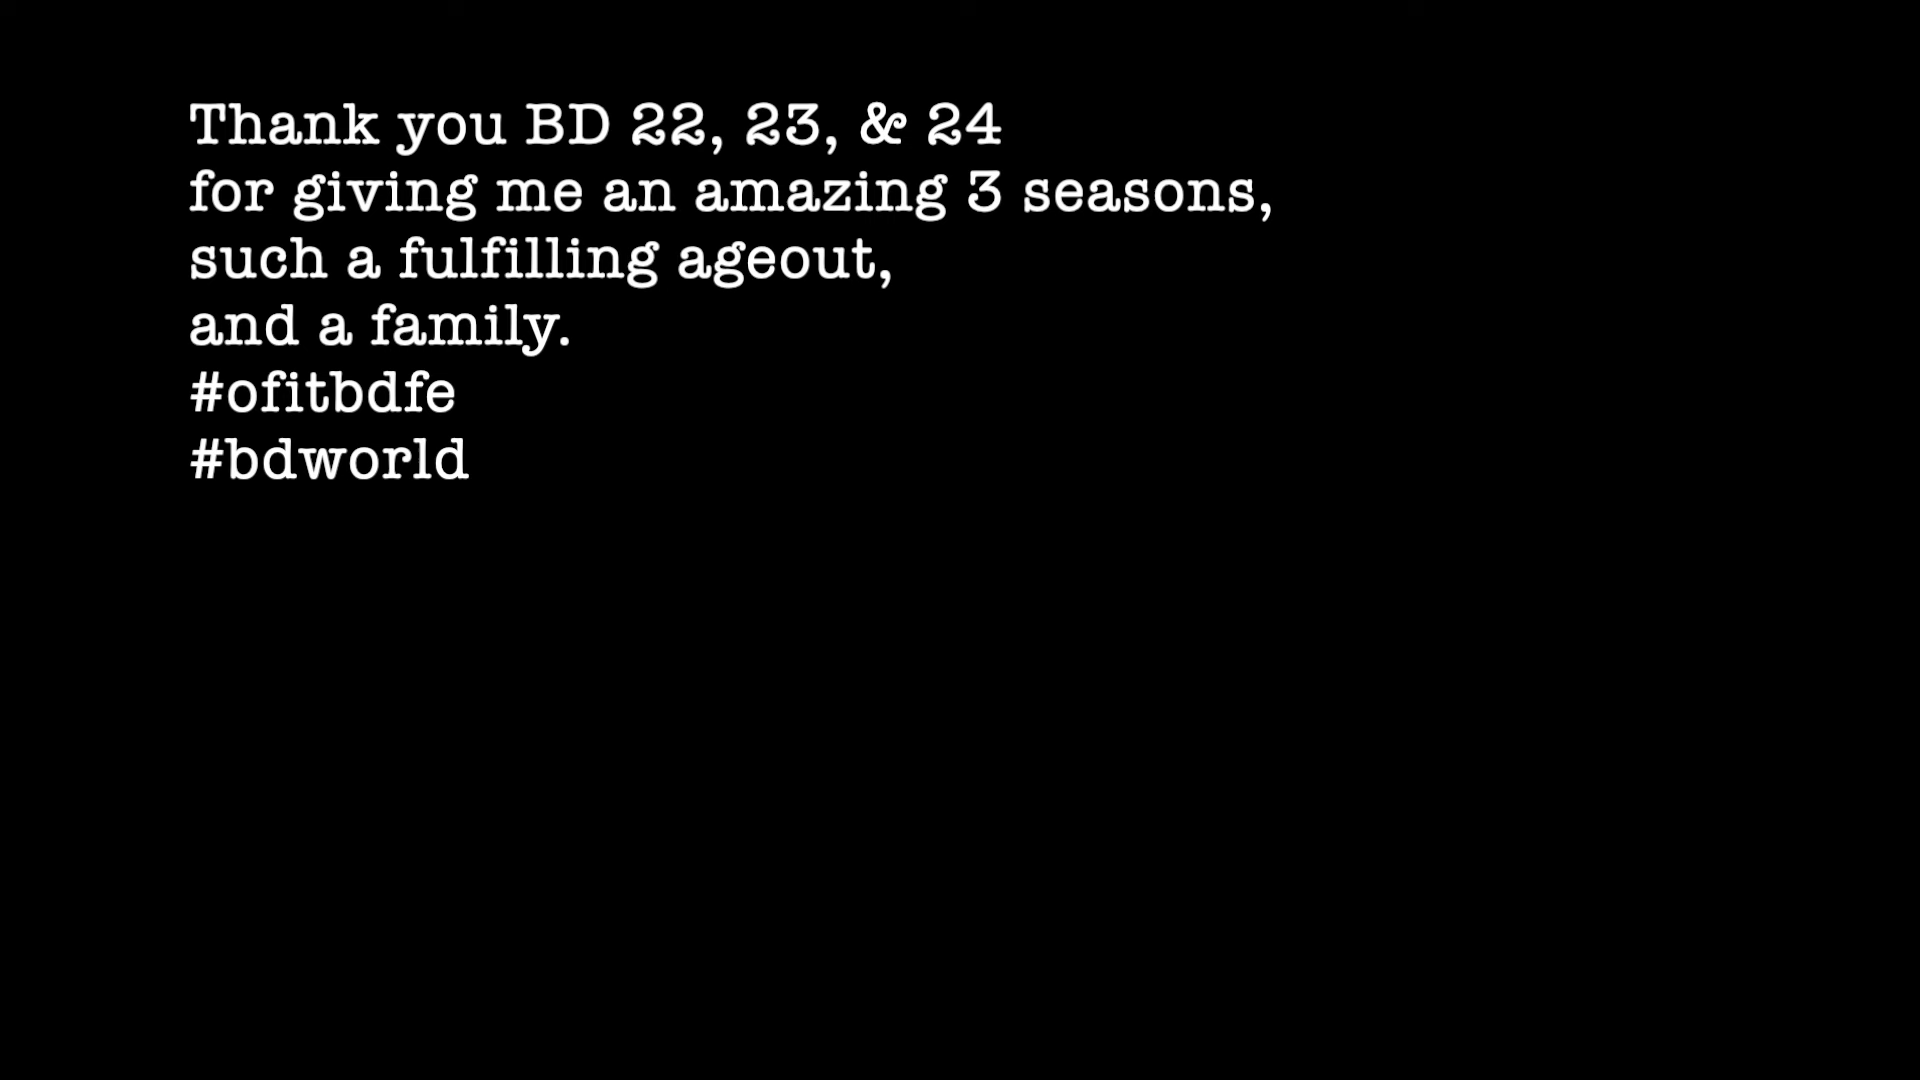 Thank you BD 22, 23, & 24
for giving me an amazing 3 seasons,
such a fulfilling ageout,
and a family.
#ofitbdfe
#bdworld